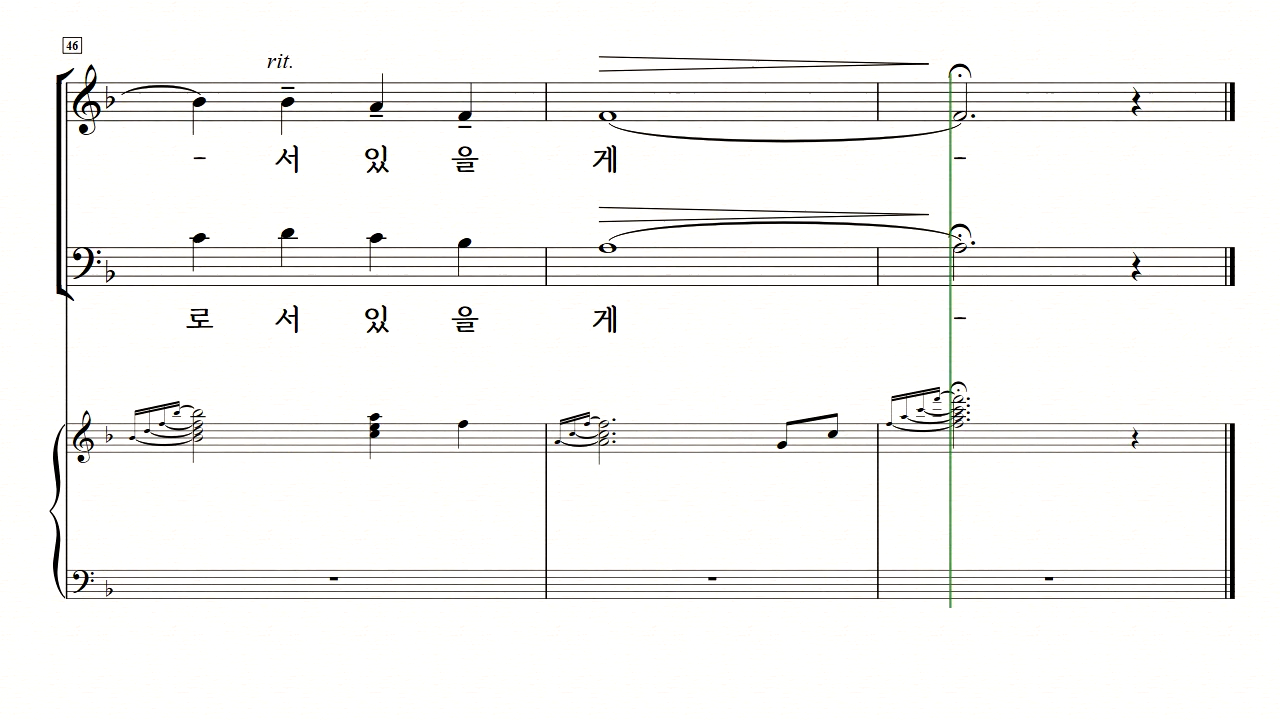 46
rit.
- 서 있 을 게 -
로 서 있 을 게 -